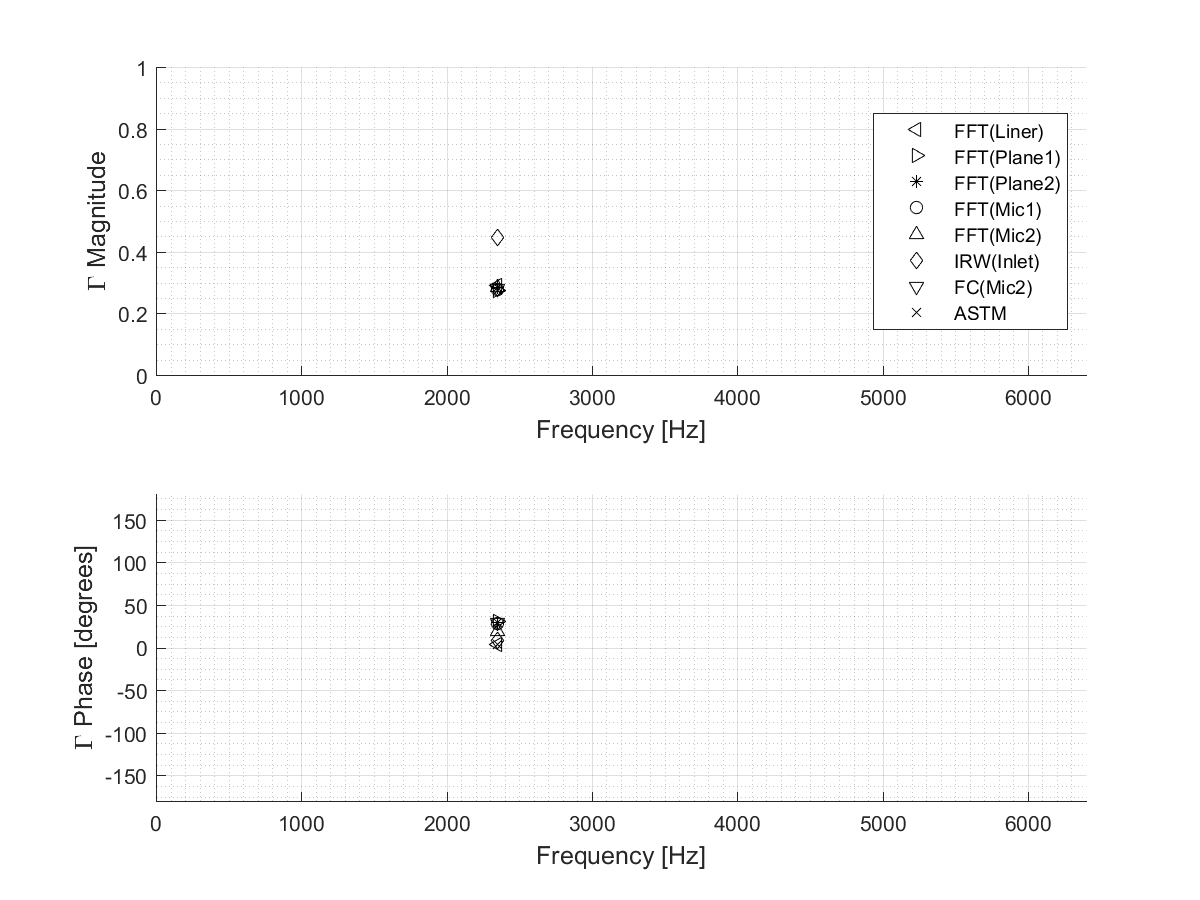 1
0.8
0.6
0.4
0.2
0
Γ Magnitude
0 1000 2000 3000 4000 5000 6000
Frequency [Hz]
FFT(Liner)
FFT(Plane1)
FFT(Plane2)
FFT(Mic1)
FFT(Mic2)
IRW(Inlet)
FC(Mic2)
ASTM
150
100
50
0
-50
-100
-150
Γ Phase [degrees]
0 1000 2000 3000 4000 5000 6000
Frequency [Hz]